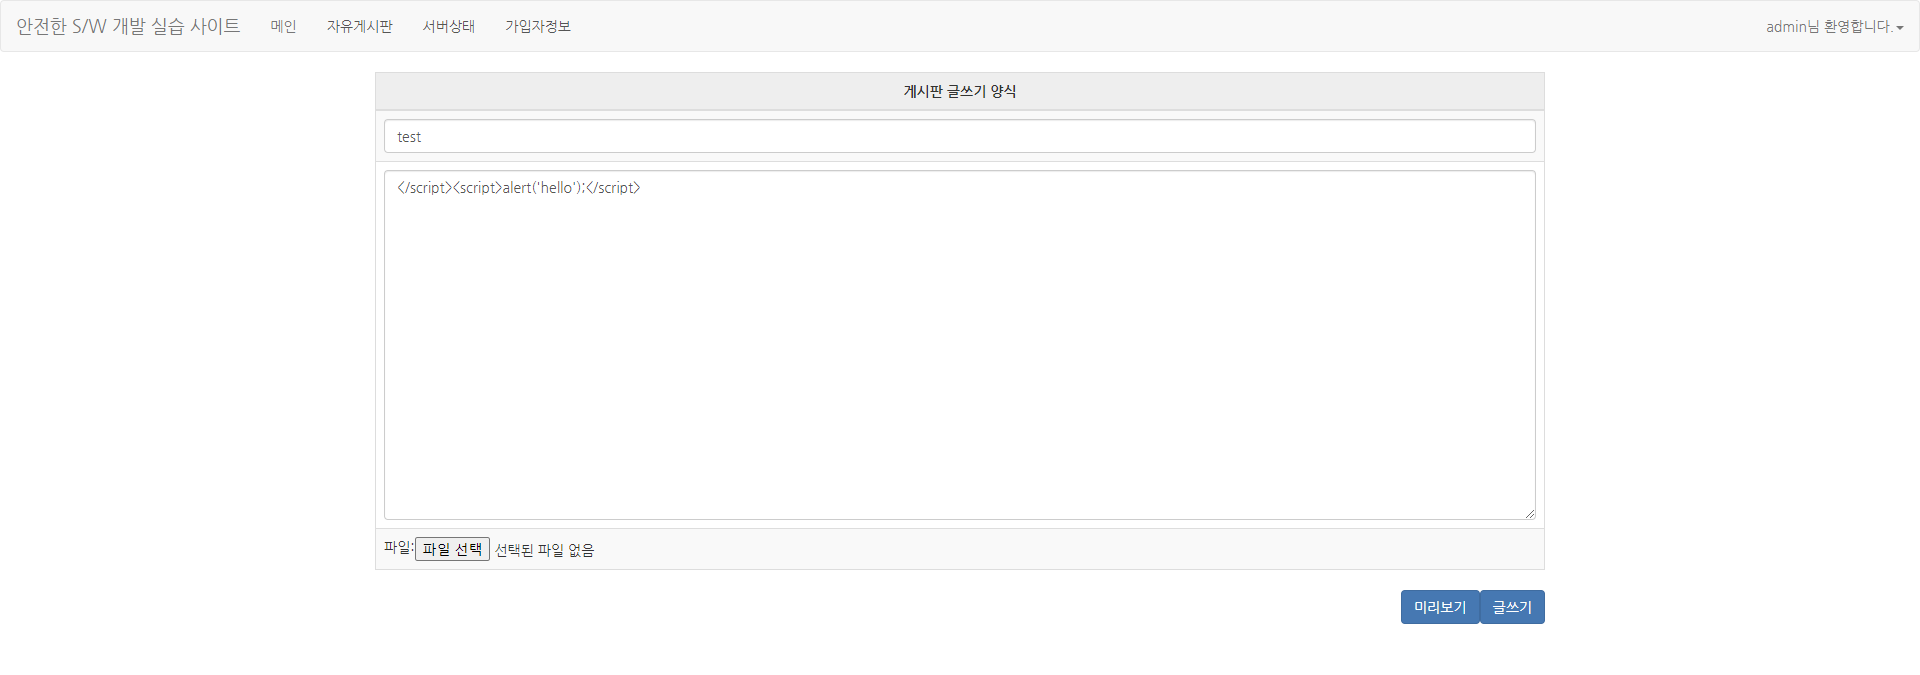 안전한 S/W 개발 실습 사이트 메인 자유게시판 서버상태 가입자정보 admin님 환영합니다.
게시판 글쓰기 양식
test
</script><script>alert('hello');</script>
파일: 파일 선택 선택된 파일 없음
미리보기 글쓰기